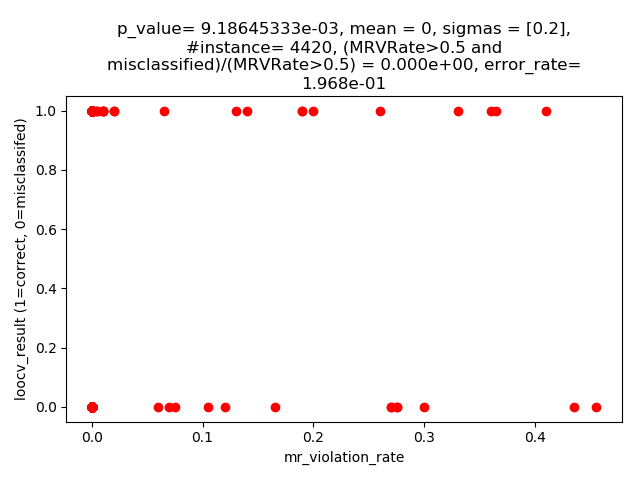 p_value= 9.18645333e-03, mean = 0, sigmas = [0.2],
#instance= 4420, (MRVRate>0.5 and
misclassified)/(MRVRate>0.5) = 0.000e+00, error_rate=
1.968e-01
1.0
0.8
0.6
0.4
0.2
0.0
loocv_result (1=correct, 0=misclassifed)
0.0 0.1 0.2 0.3 0.4
mr_violation_rate